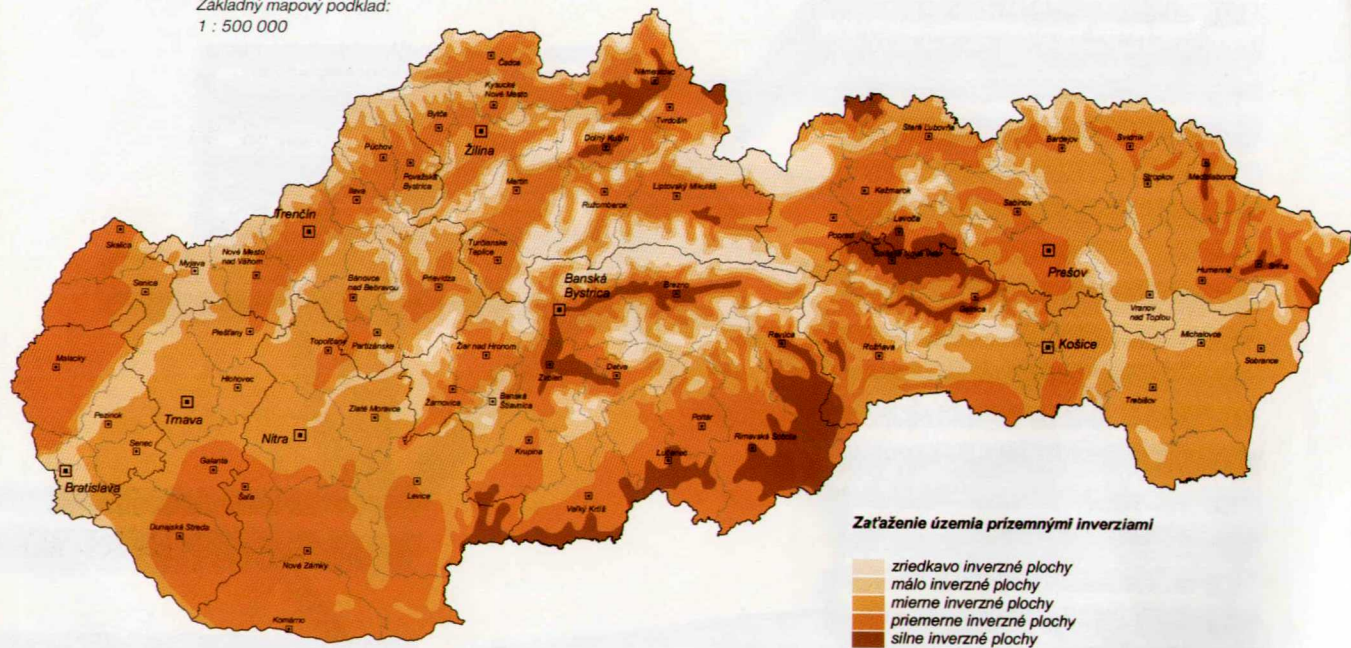 Základný mapový podklad:
1 : 500 000
Čadca
Námestovo
Kysucké
Nové Mesto
Tvrdošín
Bytča
Žilina
Dolný Kubín
Stará Ľubovňa
Bardejov
Svidník
Púchov
Považská
Bystrica
Stropkov
Medzilaborce
Ilava
Martin
Ružomberok
Liptovský Mikuláš
Kežmarok
Sabinov
Levoča
Trenčín
Skalica
Poprad
Prešov
Myjava
Nové Mesto
nad Váhom
Turčianske
Teplice
Spišská Nová Ves
Humenné
Snina
Senica
Bánovce
nad Bebravou
Prievidza
Banská
Bystrica
Brezno
Gelnica
Vranov
nad Topľou
Piešťany
Partizánske
Topoľčany
Žiar nad Hronom
Revúca
Rožňava
Košice
Michalovce
Sobrance
Malacky
Zvolen
Detva
Hlohovec
Trnava
Žarnovica
Banská
Štiavnica
Trebišov
Pezinok
Zlaté Moravce
Nitra
Poltár
Rimavská Sobota
Senec
Krupina
Lučenec
Bratislava
Galanta
Šaľa
Levice
Veľký Krtíš
Dunajská Streda
Nové Zámky
Komárno
Zaťaženie územia prízemnými inverziami
zriedkavo inverzné plochy
málo inverzné plochy
mierne inverzné plochy
priemerne inverzné plochy
silne inverzné plochy